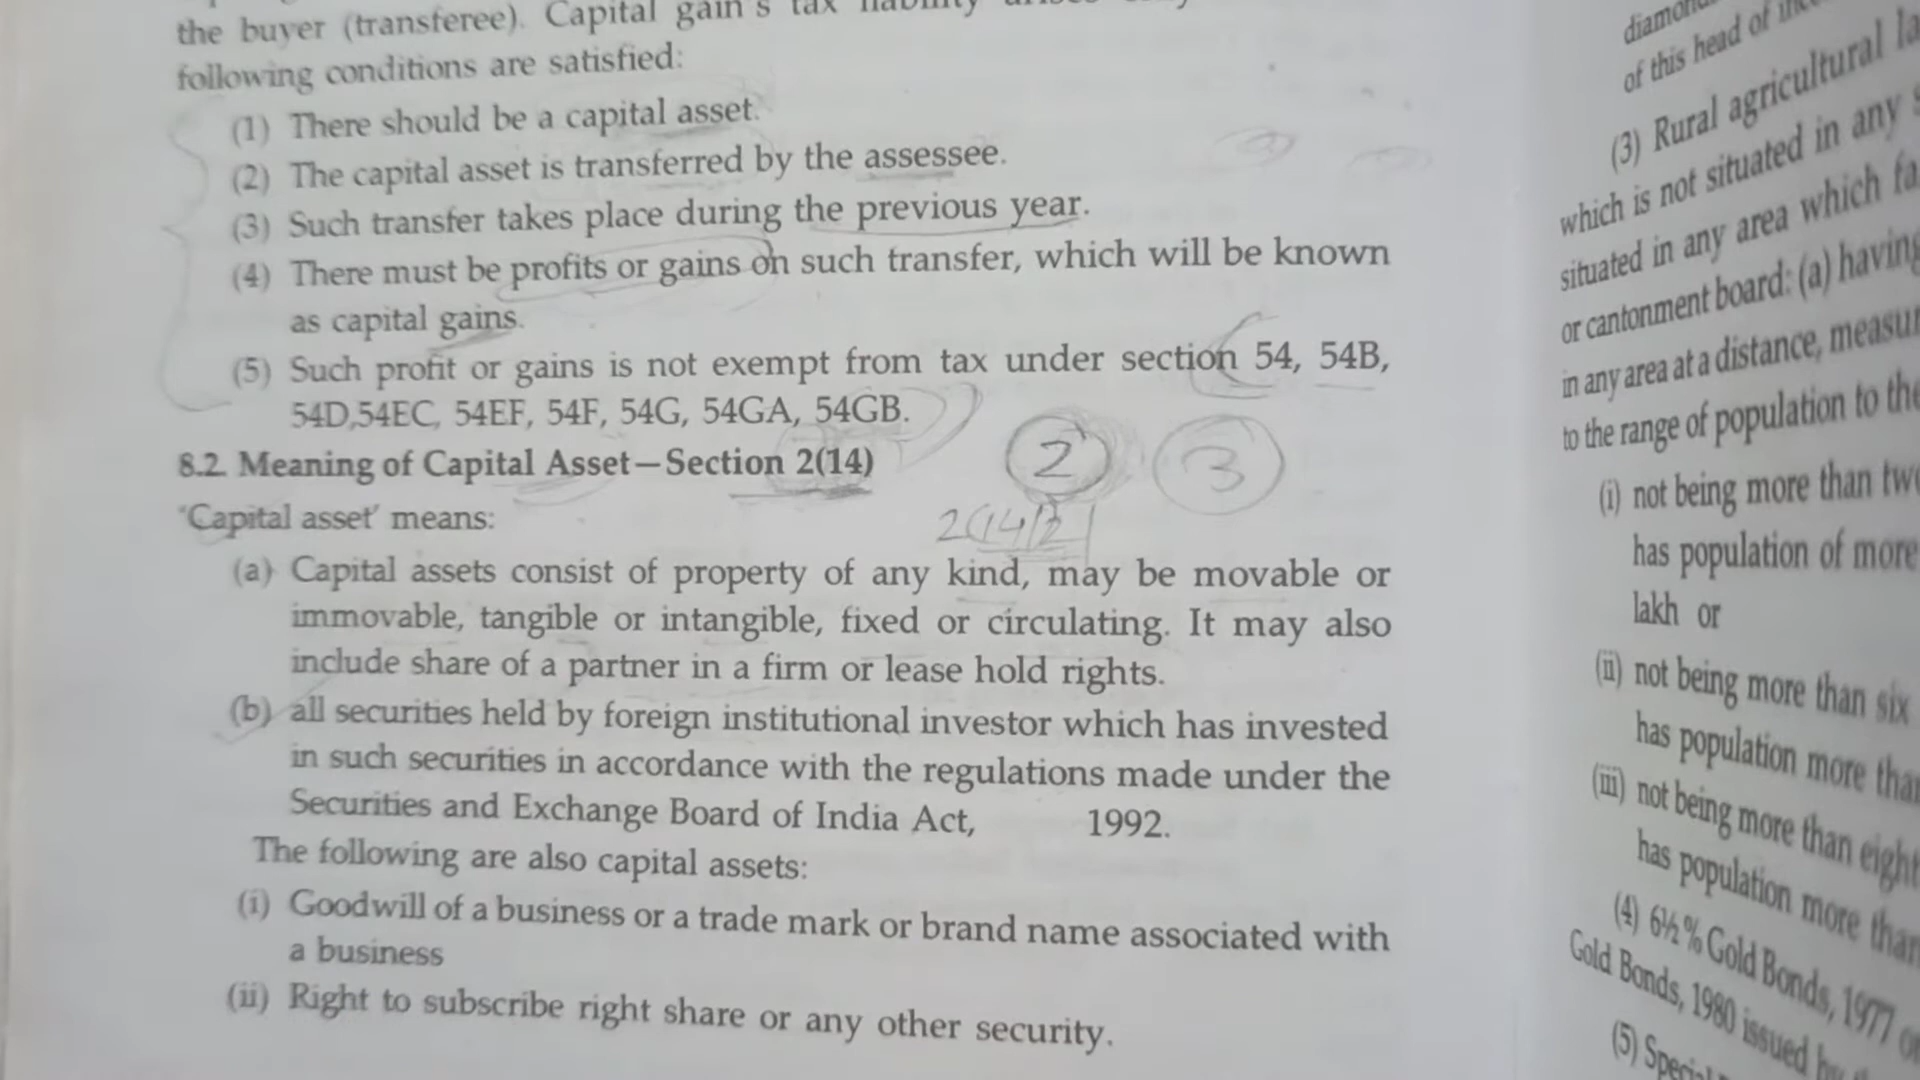 the buyer (transferee). Capital gain's tax liability
following conditions are satisfied:
(1) There should be a capital asset.
(2) The capital asset is transferred by the assessee.
(3) Such transfer takes place during the previous year.
(4) There must be profits or gains on such transfer, which will be known
as capital gains.
(5) Such profit or gains is not exempt from tax under section 54, 54B,
54D,54EC, 54EF, 54F, 54G, 54GA, 54GB.
8.2 Meaning of Capital Asset—Section 2(14)
2
3
'Capital asset' means:
(a) Capital assets consist of property of any kind, may be movable or
immovable, tangible or intangible, fixed or circulating. It may also
include share of a partner in a firm or lease hold rights.
(b) all securities held by foreign institutional investor which has invested
in such securities in accordance with the regulations made under the
Securities and Exchange Board of India Act, 1992.
The following are also capital assets:
(i) Goodwill of a business or a trade mark or brand name associated with
a business
(ii) Right to subscribe right share or any other security.
of this head of
(3) Rural agricultural
which is not situated in any
situated in any area which
or cantonment board: (a) having
in any area at a distance,
to the range of population to the
(i) not being more than
has population of more
lakh or
(ii) not being more than six
has population more than
(iii) not being more than eight
has population more than
(4) 6½ % Gold Bonds, 1977
Gold Bonds, 1980 issued
(5)